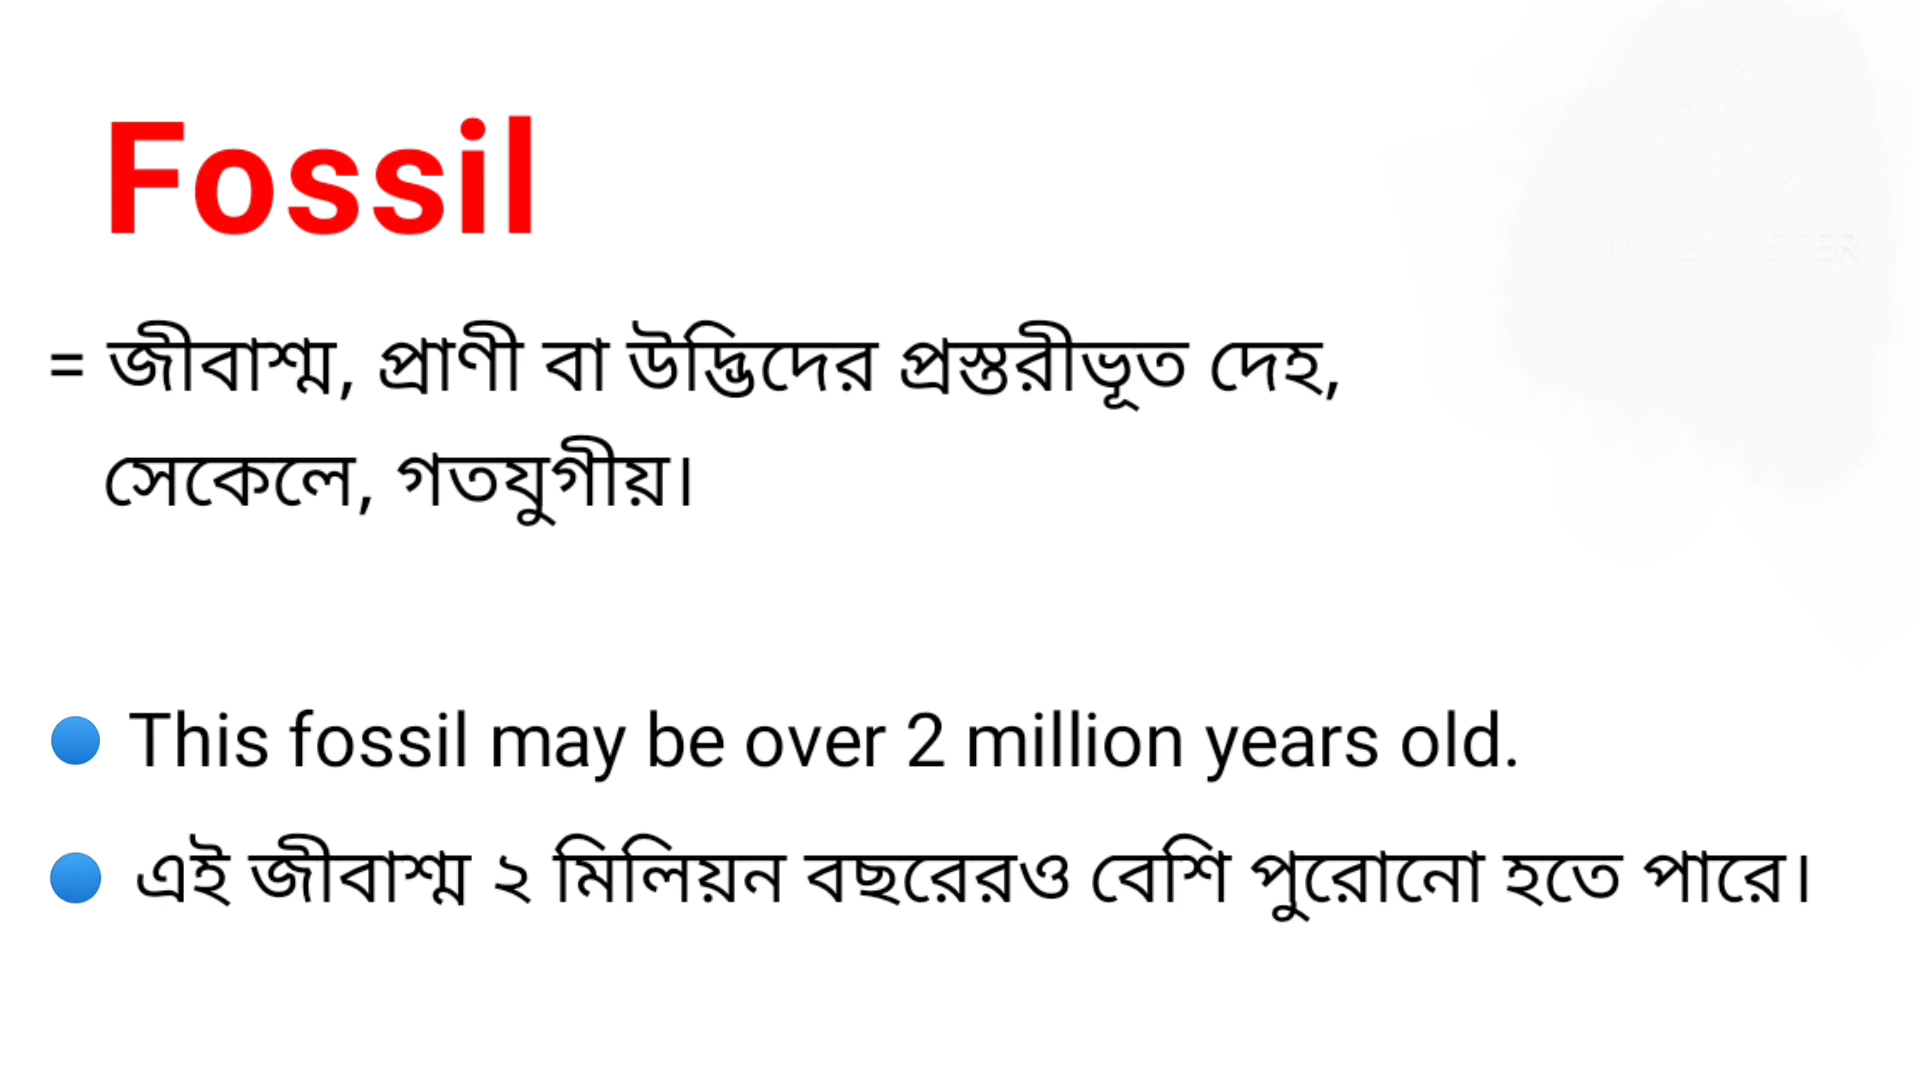 Fossil
= জীবাশ্ম, প্রাণী বা উদ্ভিদের প্রস্তরীভূত দেহ,
সেকেলে, গতযুগীয়।
This fossil may be over 2 million years old.
এই জীবাশ্ম ২ মিলিয়ন বছরেরও বেশি পুরোনো হতে পারে।